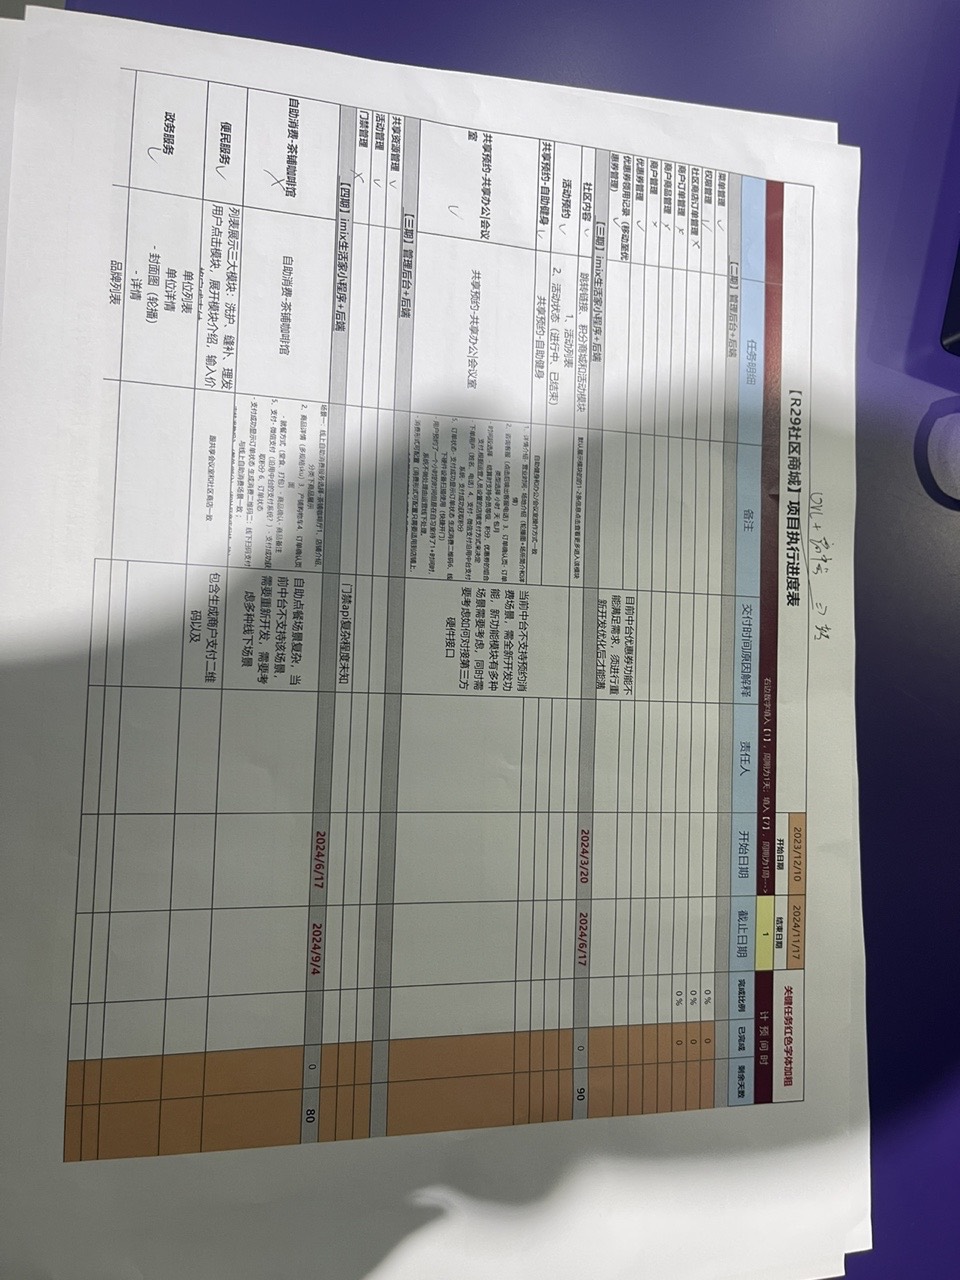 【R29社区商城】项目执行进度表
2023/12/10 2024/11/17 关键任务红色字体加粗
开始日期 结束日期
右边数字填入【1】，周期为1天；填入【7】，周期为1周---> 1 计 预 间 时
任务明细 备注 交付时间原因解释 责任人 开始日期 截止日期 完成比例 已完成 剩余天数
【二期】管理后台+后端
菜单管理
权限管理 0% 0
社区商店订单管理 0% 0
商户订单管理 0% 0
商户商品管理
商户管理
优惠券管理
优惠券领用记录（移动至优惠券管理）
目前中台优惠券功能不能满足需求，须进行重新开发优化后才能满
【三期】imix生活家小程序+后端 2024/3/20 2024/6/17 0 90
社区内容 跳转链接、积分商城和活动模块 默认展示模块的的1-2条信息点击查看更多进入该模块
活动预约 1、活动列表
2、活动状态（进行中、已结束）
共享预约-自助健身 共享预约-自助健身 自助健身和办公/会议室操作方式一致
共享预约-共享办公|会议室 共享预约-共享办公|会议室
1、详情介绍- 营业时间- 场地介绍（轮播图+场所简介和详情）
2、咨询客服（点击后唤出客服电话）3、订单确认页- 订单类型选择 小时 天 包月
- 时间段选择 - 结算时支持会员等级、积分、优惠券的组合支付,根据运营人员设置的店铺支付方式来决定
- 下单用户（姓名、电话）4、支付- 微信支付沿用中台支付系统- 支付成功获取积分
5、订单状态- 支付成功显示订单状态 生成消费二维码6、线下硬件设备扫描使用（快捷开门）
- 用户预约了一个小时的时间但是在自习室待了1+时间时,系统不做处理由运营线下处理。
- 消费形式可配置（消费形式可配置只需要适用到店铺上、
当前中台不支持预约消费场景，需全新开发功能，新功能模块有多种场景需要考虑，同时需要考虑如何对接第三方硬件接口
【三期】管理后台+后端
共享资源管理
活动管理
门禁管理 门禁api复杂程度未知
【四期】imix生活家小程序+后端 2024/6/17 2024/9/4 0 80
自助消费-茶铺咖啡馆 自助消费-茶铺咖啡馆
场景一：线上自助消费服务选择-茶铺咖啡厅1、店铺介绍,分类下商品展示
2、商品详情（多规格sku）3、产铺购物车4、订单确认页面
- 就餐方式（堂食、打包）- 商品确认- 商品备注
5、支付- 微信支付（沿用中台的支付系统？）- 支付成功获取积分 6、订单状态
- 支付成功显示订单状态 生成消费二维码二：线下扫码支付与线上自助消费场景一致；
自助点餐场景复杂，当前中台不支持该场景，需要重新开发，需要考虑多种线下场景
便民服务 列表展示三大模块：洗护、缝补、理发
用户点击模块，展开模块介绍，输入价
跟共享会议室和社区商店一致 包含生成商户支付二维码以及
政务服务 单位列表
单位详情
- 封面图（轮播）
- 详情
品牌列表